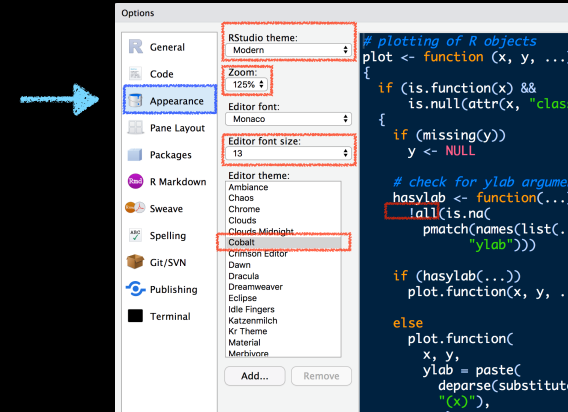 Options
General
Code
Appearance
Pane Layout
Packages
R Markdown
Sweave
Spelling
Git/SVN
Publishing
Terminal
RStudio theme:
Modern
Zoom:
125%
Editor font:
Monaco
Editor font size:
13
Editor theme:
Ambiance
Chaos
Chrome
Clouds
Clouds Midnight
Cobalt
Crimson Editor
Dawn
Dracula
Dreamweaver
Eclipse
Idle Fingers
Katzenmilch
Kr Theme
Material
Merbivore
Add... Remove
# plotting of R objects
plot <- function (x, y, ...)
{
if (is.function(x) &&
is.null(attr(x, "clas
{
if (missing(y))
y <- NULL
# check for ylab argume
hasylab <- function(...)
!all(is.na(
pmatch(names(list(.
"ylab")))
if (hasylab(...))
plot.function(x, y, .
else
plot.function(
x, y,
ylab = paste(
deparse(substitut
"(x)"),